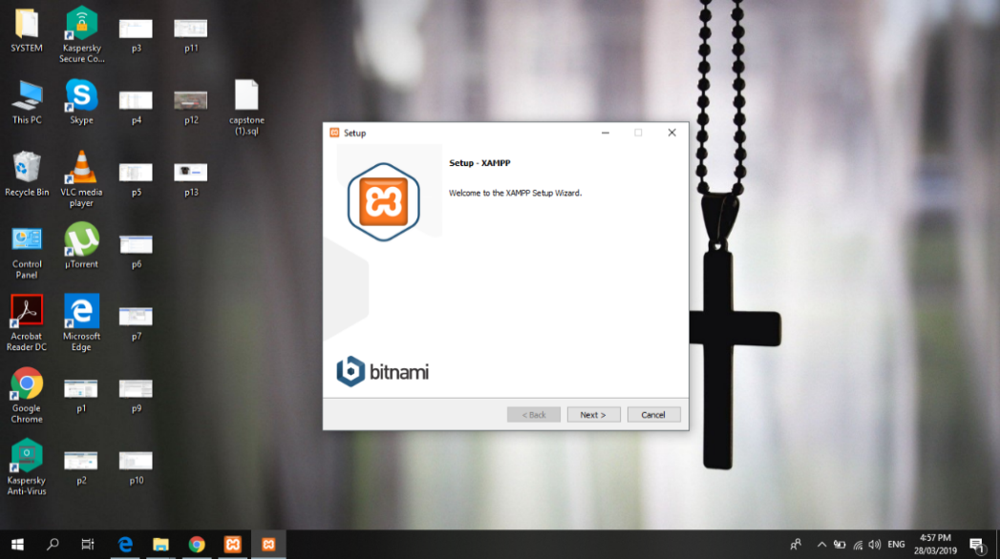 SYSTEM
Kaspersky
Secure Co...
p3
p11
This PC
Skype
p4
p12
capstone
(1).sql
Recycle Bin
VLC media
player
p5
p13
Control
Panel
µTorrent
p6
Acrobat
Reader DC
Microsoft
Edge
p7
Google
Chrome
p1
p9
Kaspersky
Anti-Virus
p2
p10
Setup
Setup - XAMPP
Welcome to the XAMPP Setup Wizard.
bitnami
< Back
Next >
Cancel
ENG
4:57 PM
28/03/2019
1